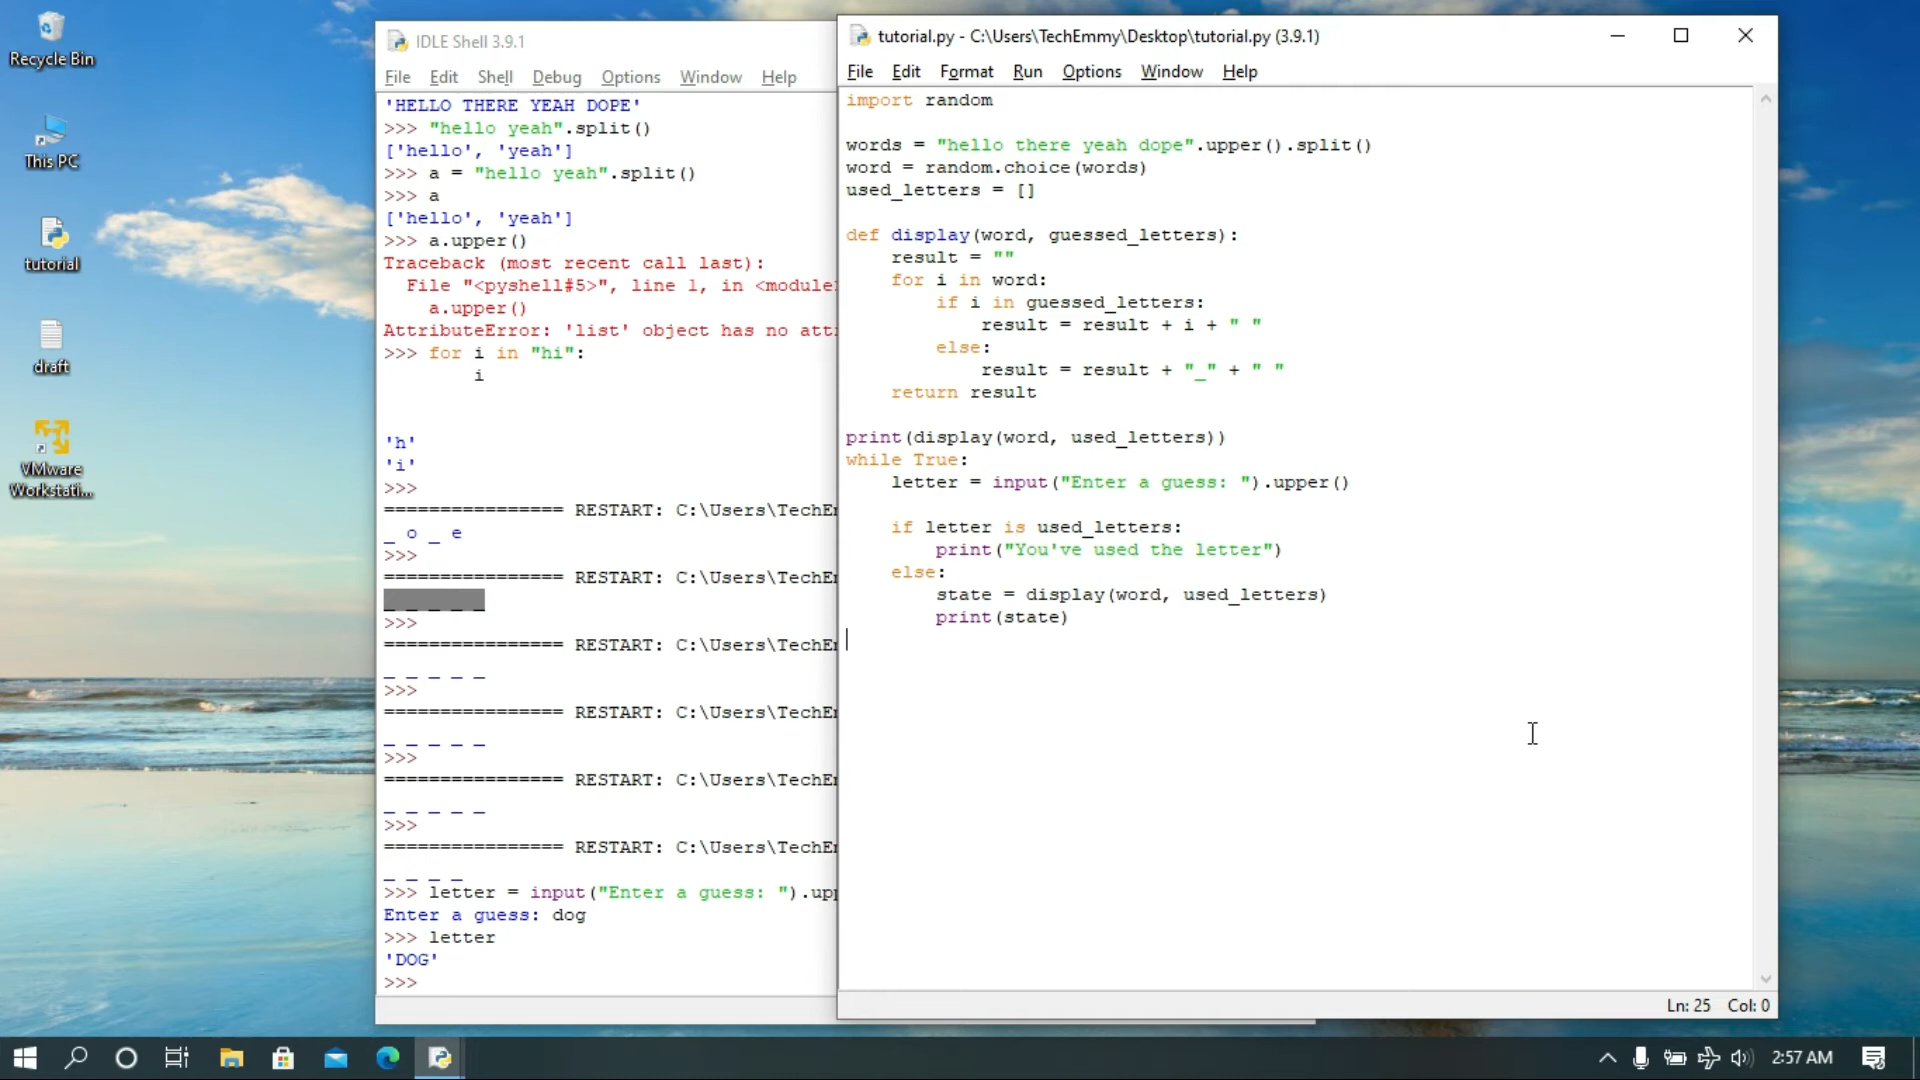 Recycle Bin
This PC
tutorial
draft
VMware
Workstati...
IDLE Shell 3.9.1
File Edit Shell Debug Options Window Help
'HELLO THERE YEAH DOPE'
>>> "hello yeah".split()
['hello', 'yeah']
>>> a = "hello yeah".split()
>>> a
['hello', 'yeah']
>>> a.upper()
Traceback (most recent call last):
  File "<pyshell#5>", line 1, in <module
    a.upper()
AttributeError: 'list' object has no att
>>> for i in "hi":
        i
'h'
'i'
>>>
================ RESTART: C:\Users\TechE
_ o _ e
>>>
================ RESTART: C:\Users\TechE
_ _ _ _ _
>>>
================ RESTART: C:\Users\TechE
_ _ _ _ _
>>>
================ RESTART: C:\Users\TechE
_ _ _ _ _
>>>
================ RESTART: C:\Users\TechE
_ _ _ _ _
>>>
================ RESTART: C:\Users\TechE
_ _ _ _
>>> letter = input("Enter a guess: ").up
Enter a guess: dog
>>> letter
'DOG'
>>>
tutorial.py - C:\Users\TechEmmy\Desktop\tutorial.py (3.9.1)
File Edit Format Run Options Window Help
import random
words = "hello there yeah dope".upper().split()
word = random.choice(words)
used_letters = []
def display(word, guessed_letters):
    result = ""
    for i in word:
        if i in guessed_letters:
            result = result + i + " "
        else:
            result = result + "_" + " "
    return result
print(display(word, used_letters))
while True:
    letter = input("Enter a guess: ").upper()
    if letter is used_letters:
        print("You've used the letter")
    else:
        state = display(word, used_letters)
        print(state)
Ln: 25 Col: 0
2:57 AM